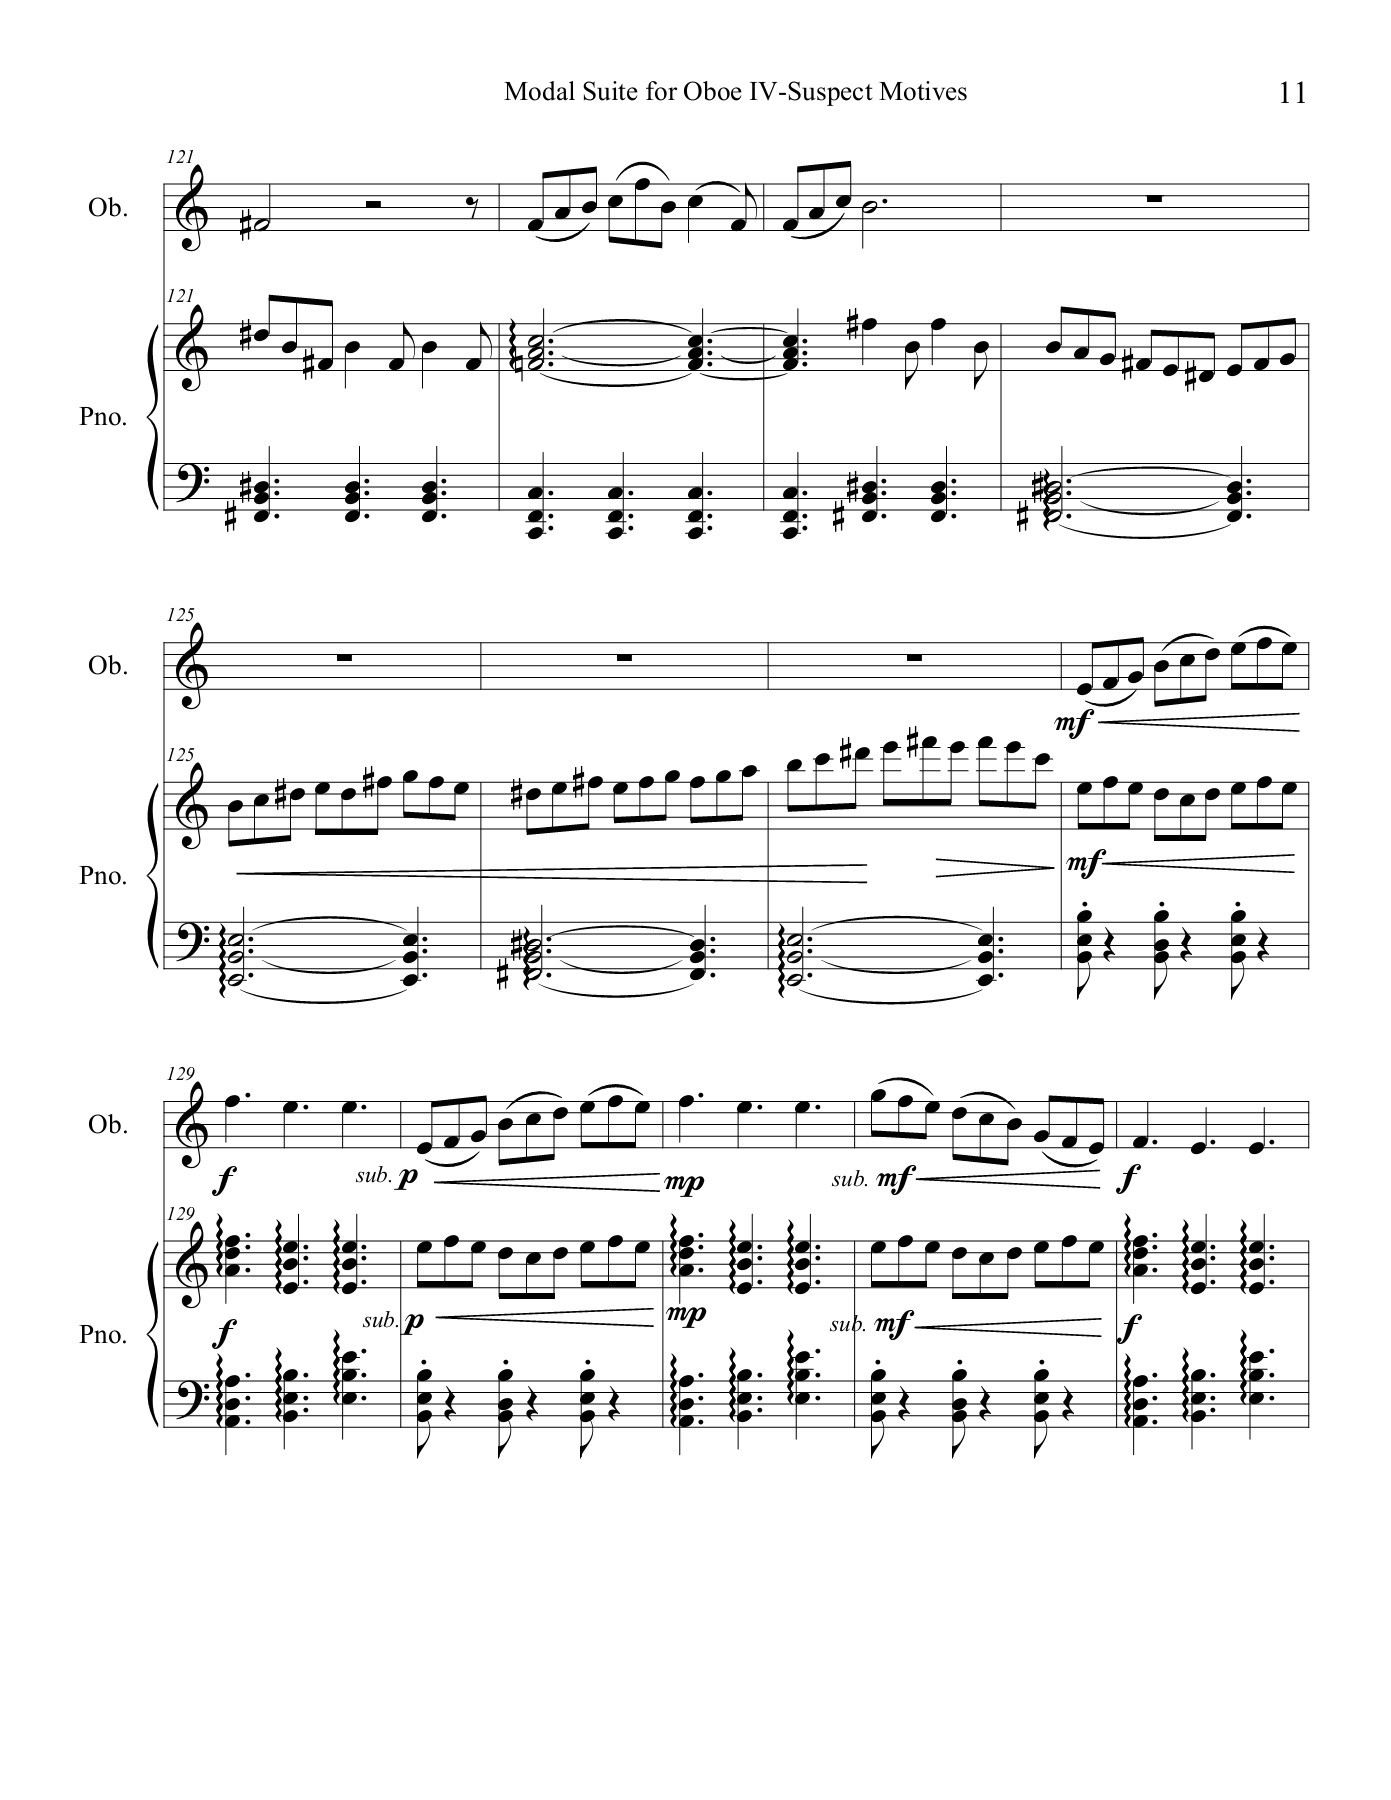 Modal Suite for Oboe IV-Suspect Motives
11
121
Ob.
121
Pno.
125
Ob.
mf
125
mf
Pno.
129
Ob.
f sub. p mp sub. mf f
129
f sub. p mp sub. mf f
Pno.